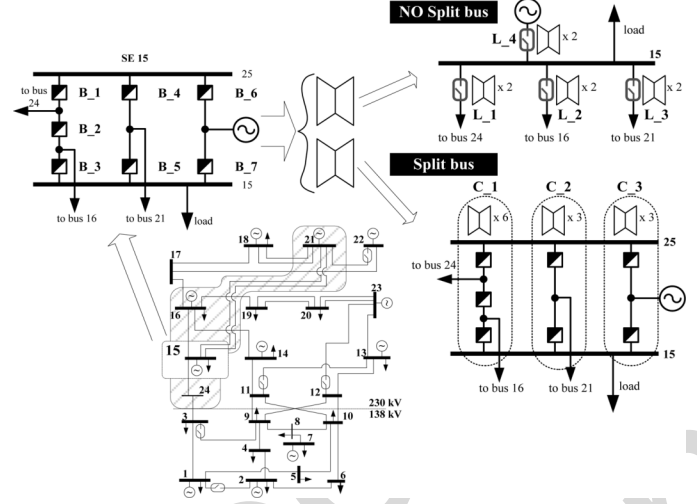 SE 15
25
to bus
24
B_1
B_4
B_6
B_2
B_3
B_5
B_7
15
to bus 16
to bus 21
load
NO Split bus
L_4
x 2
load
15
x 2
x 2
x 2
L_1
L_2
L_3
to bus 24
to bus 16
to bus 21
Split bus
C_1
C_2
C_3
x 6
x 3
x 3
25
to bus 24
15
to bus 16
to bus 21
load
18
21
22
17
23
16
19
20
15
14
13
24
11
12
230 kV
138 kV
3
9
10
8
7
4
1
2
5
6